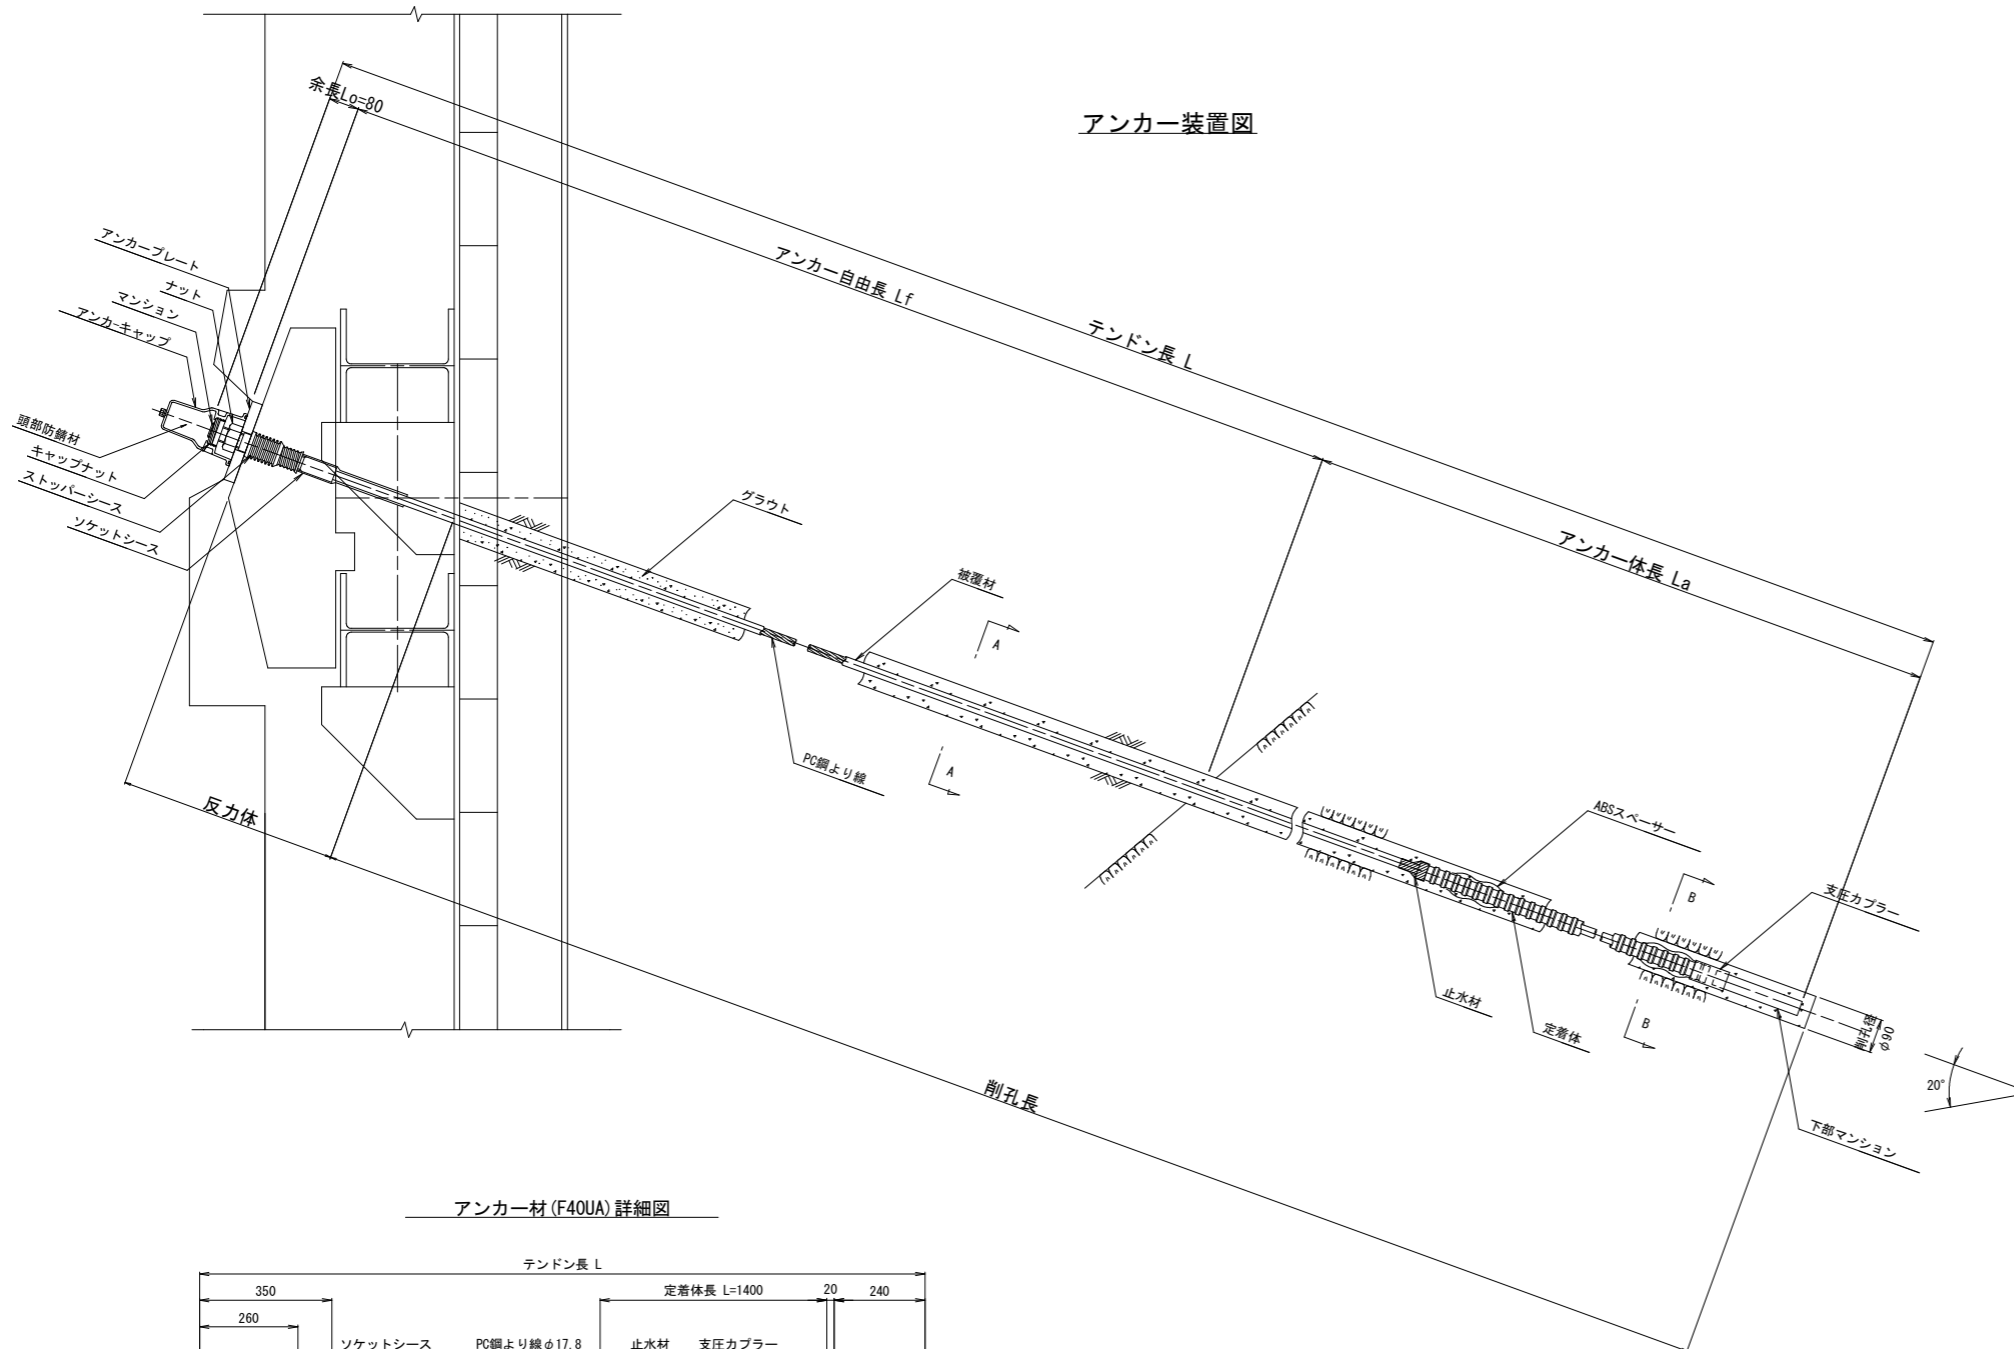 余長Lo=80
アンカー装置図
アンカー自由長 Lf
テンドン長 L
アンカープレート
ナット
マンション
アンカーキャップ
頭部防錆材
キャップナット
ストッパーシース
ソケットシース
グラウト
被覆材
アンカー体長 La
A
A
PC鋼より線
反力体
ABSスペーサー
支圧カプラー
B
B
止水材
定着体
削孔径
φ90
20°
削孔長
下部マンション
アンカー材(F40UA)詳細図
テンドン長 L
350
定着体長 L=1400
20
240
260
ソケットシース
PC鋼より線φ17.8
止水材
支圧カプラー